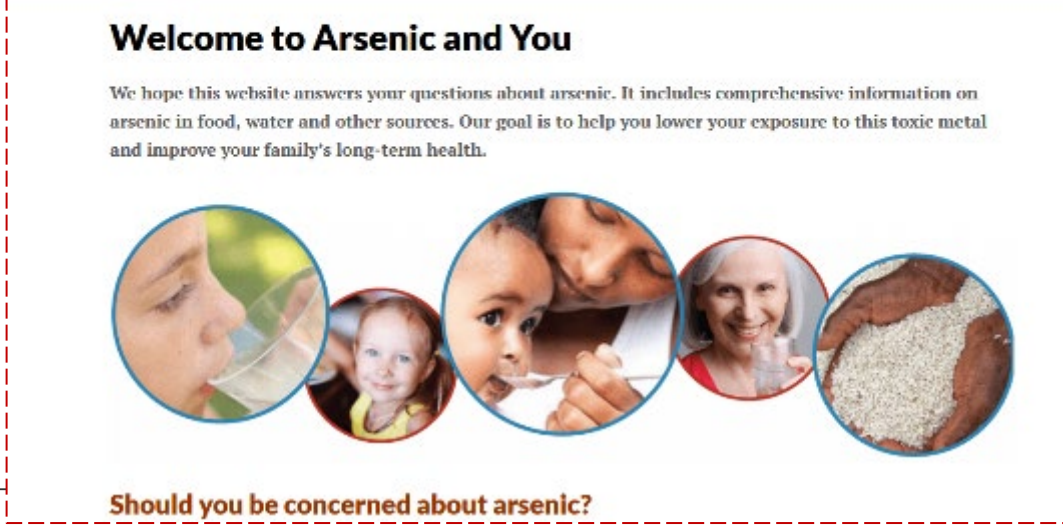 Welcome to Arsenic and You
We hope this website answers your questions about arsenic. It includes comprehensive information on
arsenic in food, water and other sources. Our goal is to help you lower your exposure to this toxic metal
and improve your family's long-term health.
Should you be concerned about arsenic?